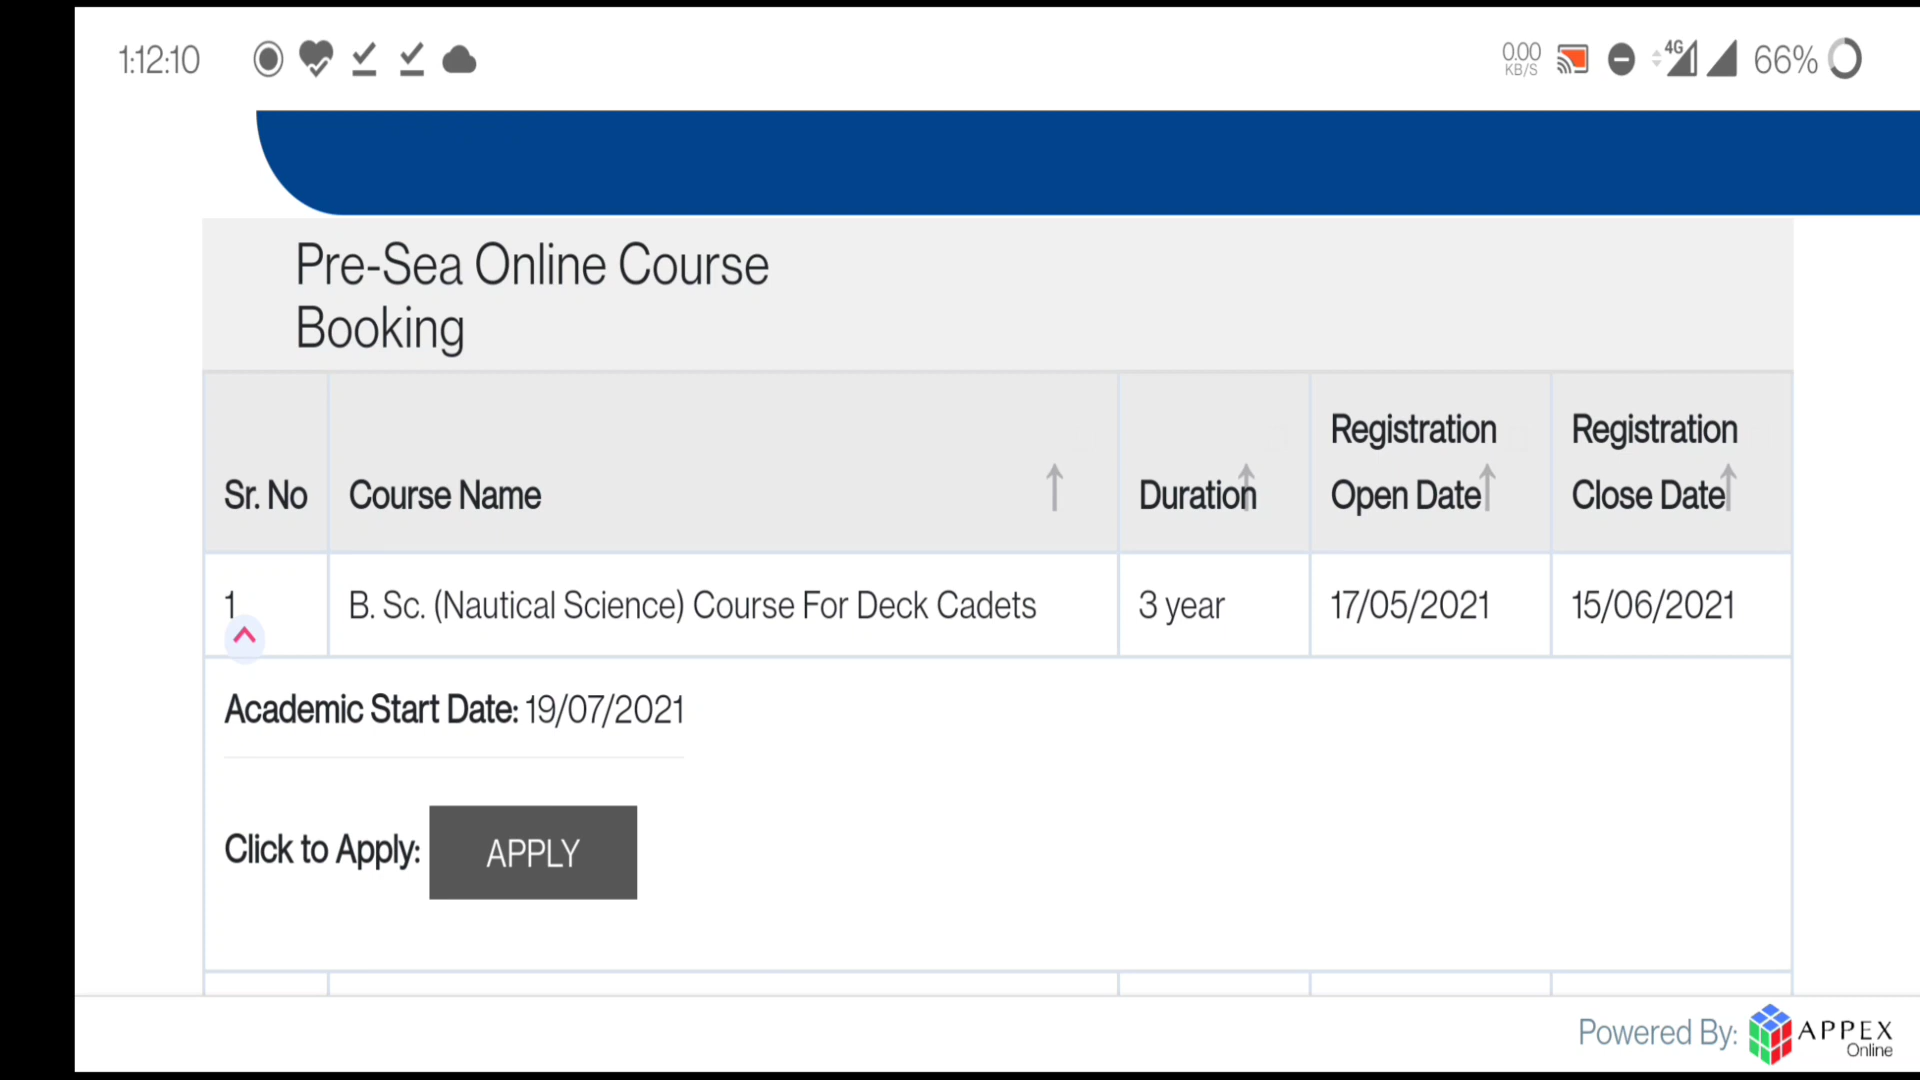 1:12:10
0.00
KB/S
4G
66%
Pre-Sea Online Course
Booking
Sr. No
Course Name
Duration
Registration
Open Date
Registration
Close Date
1
B. Sc. (Nautical Science) Course For Deck Cadets
3 year
17/05/2021
15/06/2021
Academic Start Date: 19/07/2021
Click to Apply:
APPLY
Powered By:
APPEX
Online